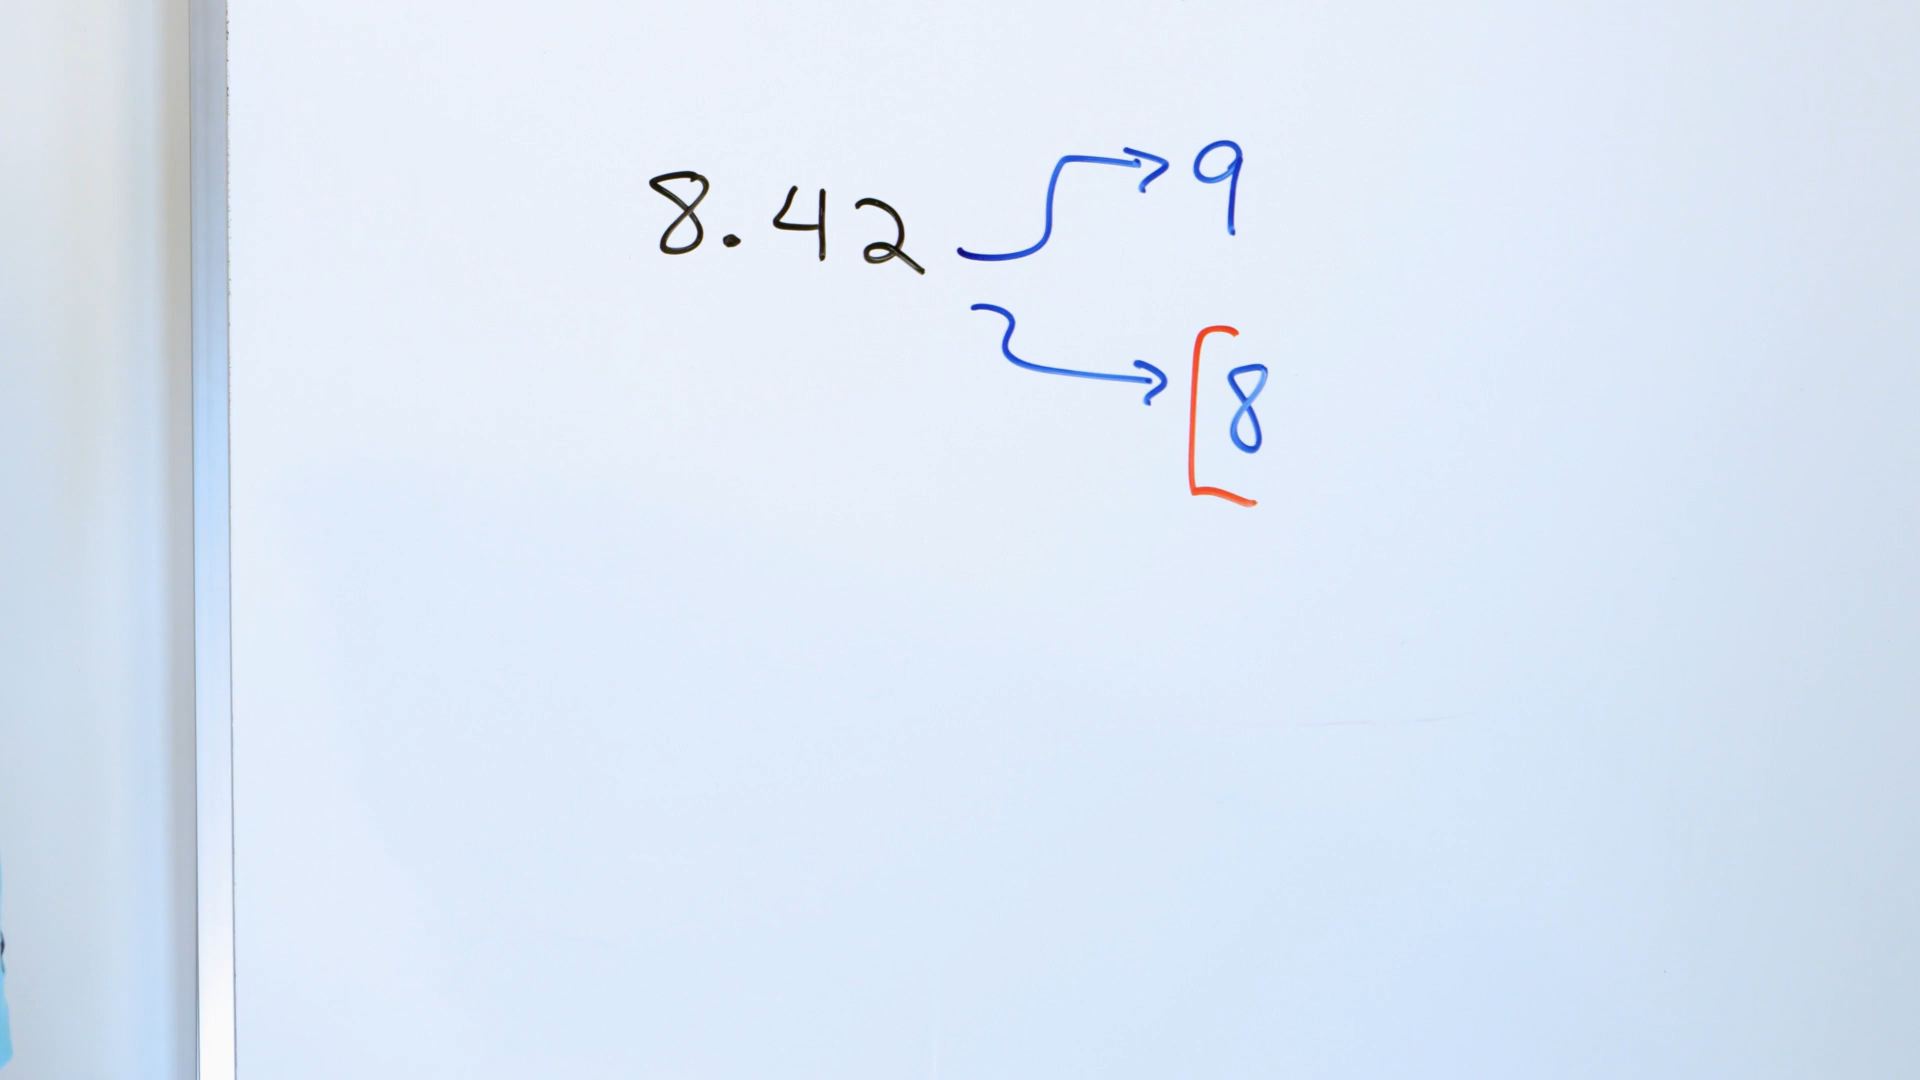 8.42 → 9
→ [8